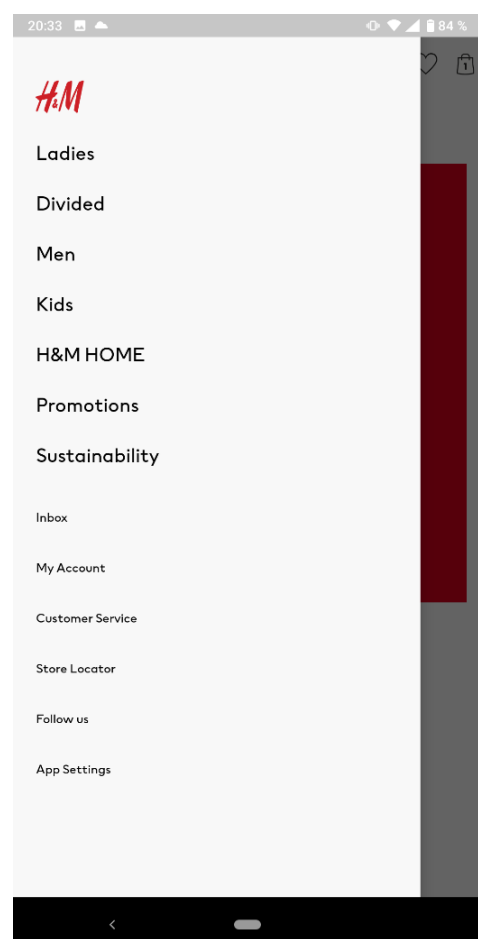 20:33 84 %
1
H&M
Ladies
Divided
Men
Kids
H&M HOME
Promotions
Sustainability
Inbox
My Account
Customer Service
Store Locator
Follow us
App Settings